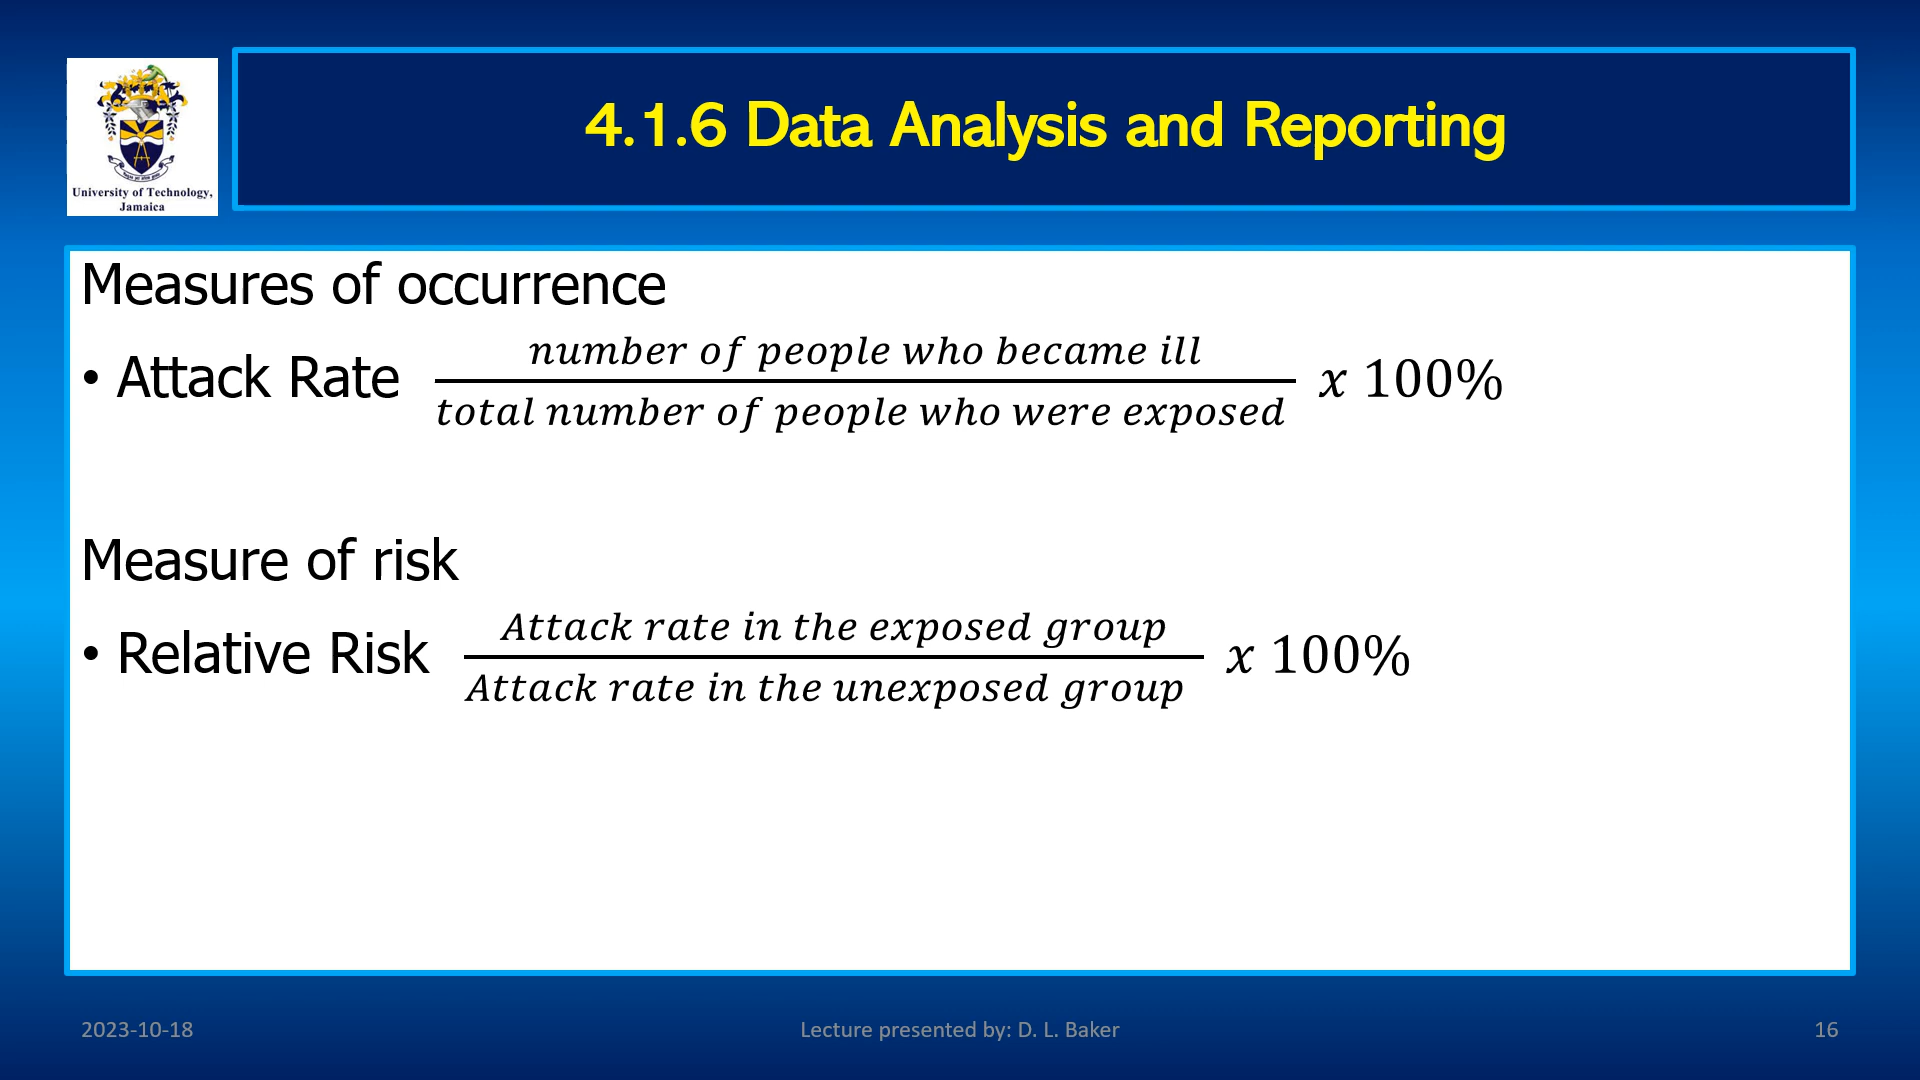 University of Technology,
Jamaica
4.1.6 Data Analysis and Reporting
Measures of occurrence
• Attack Rate number of people who became ill / total number of people who were exposed x 100%
Measure of risk
• Relative Risk Attack rate in the exposed group / Attack rate in the unexposed group x 100%
2023-10-18
Lecture presented by: D. L. Baker
16